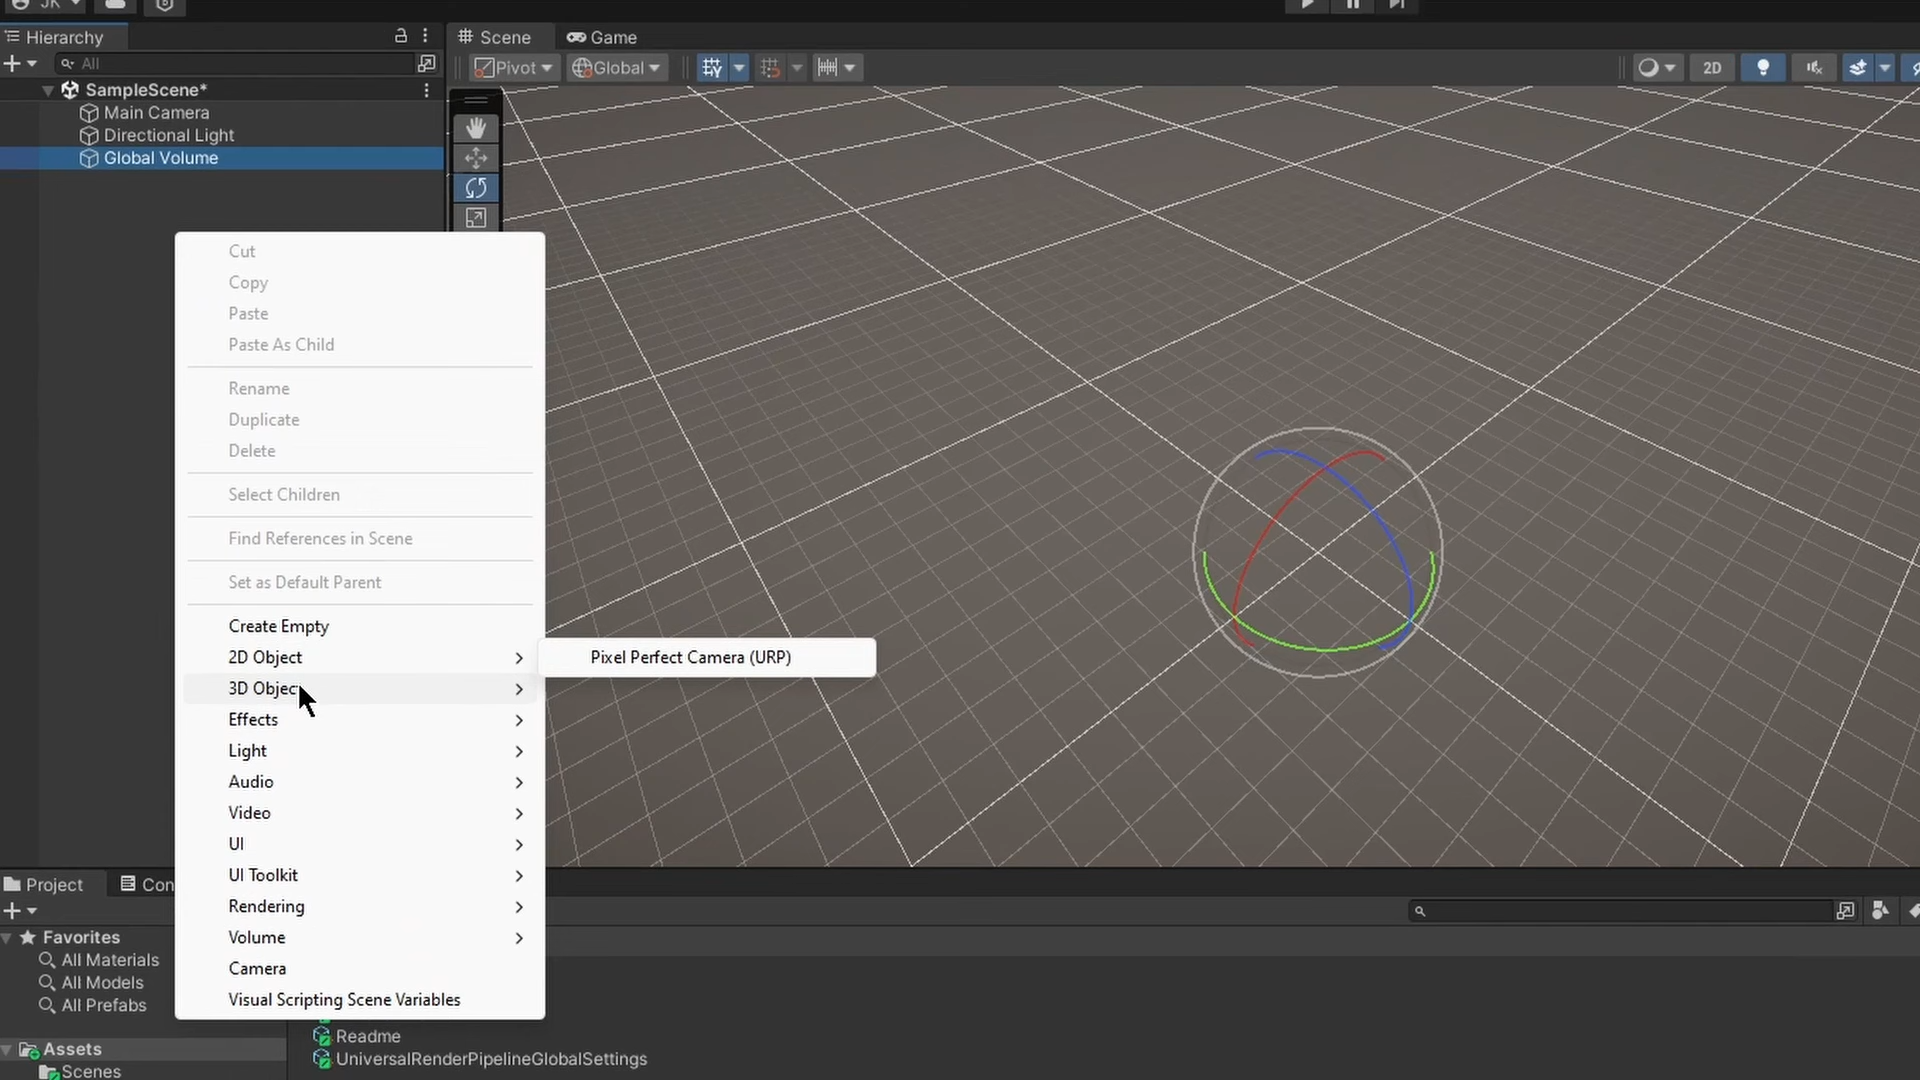 JK
Hierarchy
All
SampleScene*
Main Camera
Directional Light
Global Volume
Scene
Game
Pivot
Global
2D
Cut
Copy
Paste
Paste As Child
Rename
Duplicate
Delete
Select Children
Find References in Scene
Set as Default Parent
Create Empty
2D Object
Pixel Perfect Camera (URP)
3D Objec
Effects
Light
Audio
Video
UI
UI Toolkit
Rendering
Volume
Camera
Visual Scripting Scene Variables
Project
Con
Favorites
All Materials
All Models
All Prefabs
Assets
Scenes
Readme
UniversalRenderPipelineGlobalSettings